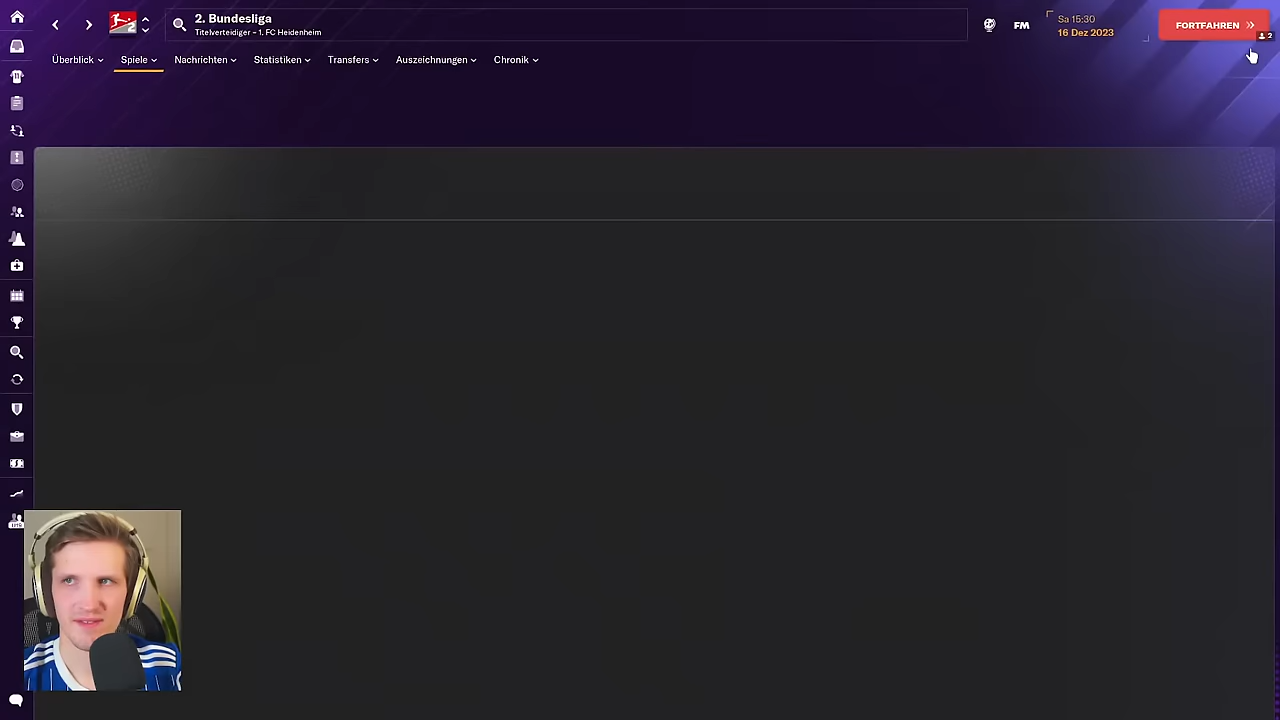 2. Bundesliga
Titelverteidiger – 1. FC Heidenheim
FM
Sa 15:30
16 Dez 2023
FORTFAHREN
2
Überblick
Spiele
Nachrichten
Statistiken
Transfers
Auszeichnungen
Chronik